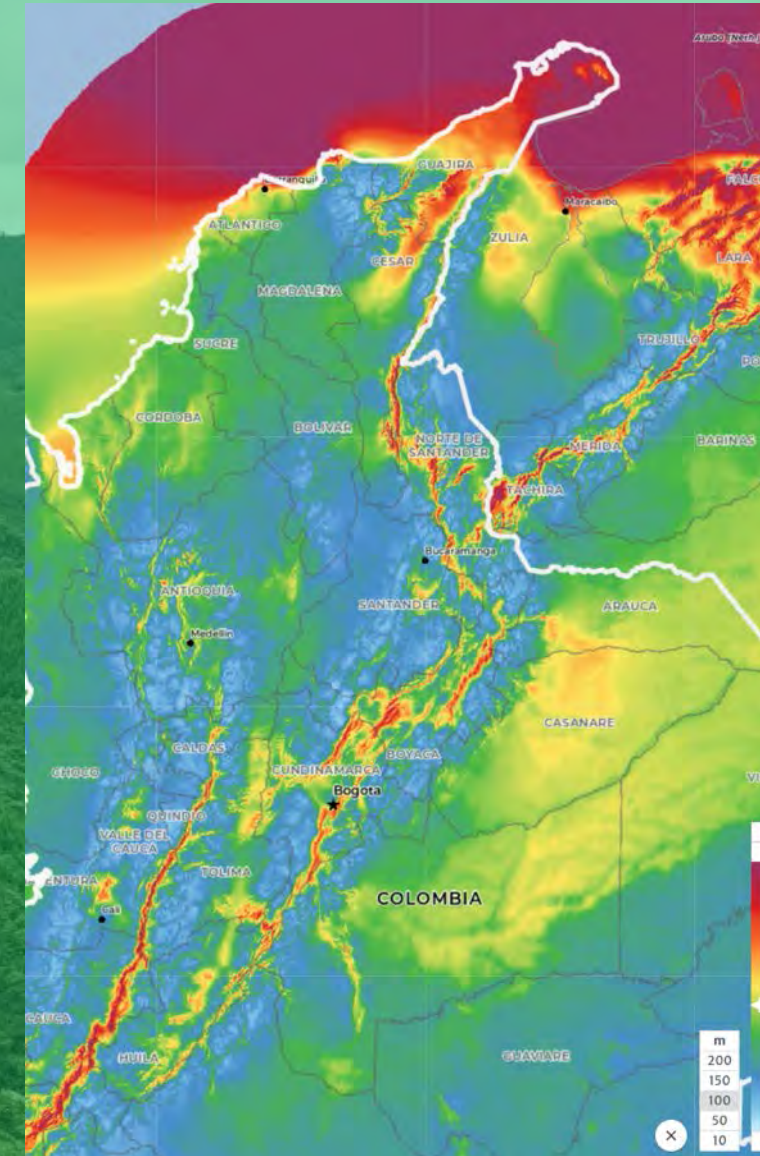 GUAJIRA
Maracaibo
ATLANTICO
ZULIA
CESAR
LARA
MAGDALENA
SUCRE
TRUJILLO
CORDOBA
BOLIVAR
NORTE DE
SANTANDER
MERIDA
BARINAS
TACHIRA
Bucaramanga
ANTIOQUIA
SANTANDER
ARAUCA
Medellin
CASANARE
CALDAS
BOYACA
CHOCO
CUNDINAMARCA
Bogota
QUINDIO
VALLE DEL
CAUCA
TOLIMA
ENTURA
COLOMBIA
Cali
CAUCA
HUILA
GUAVIARE
m
200
150
100
50
10